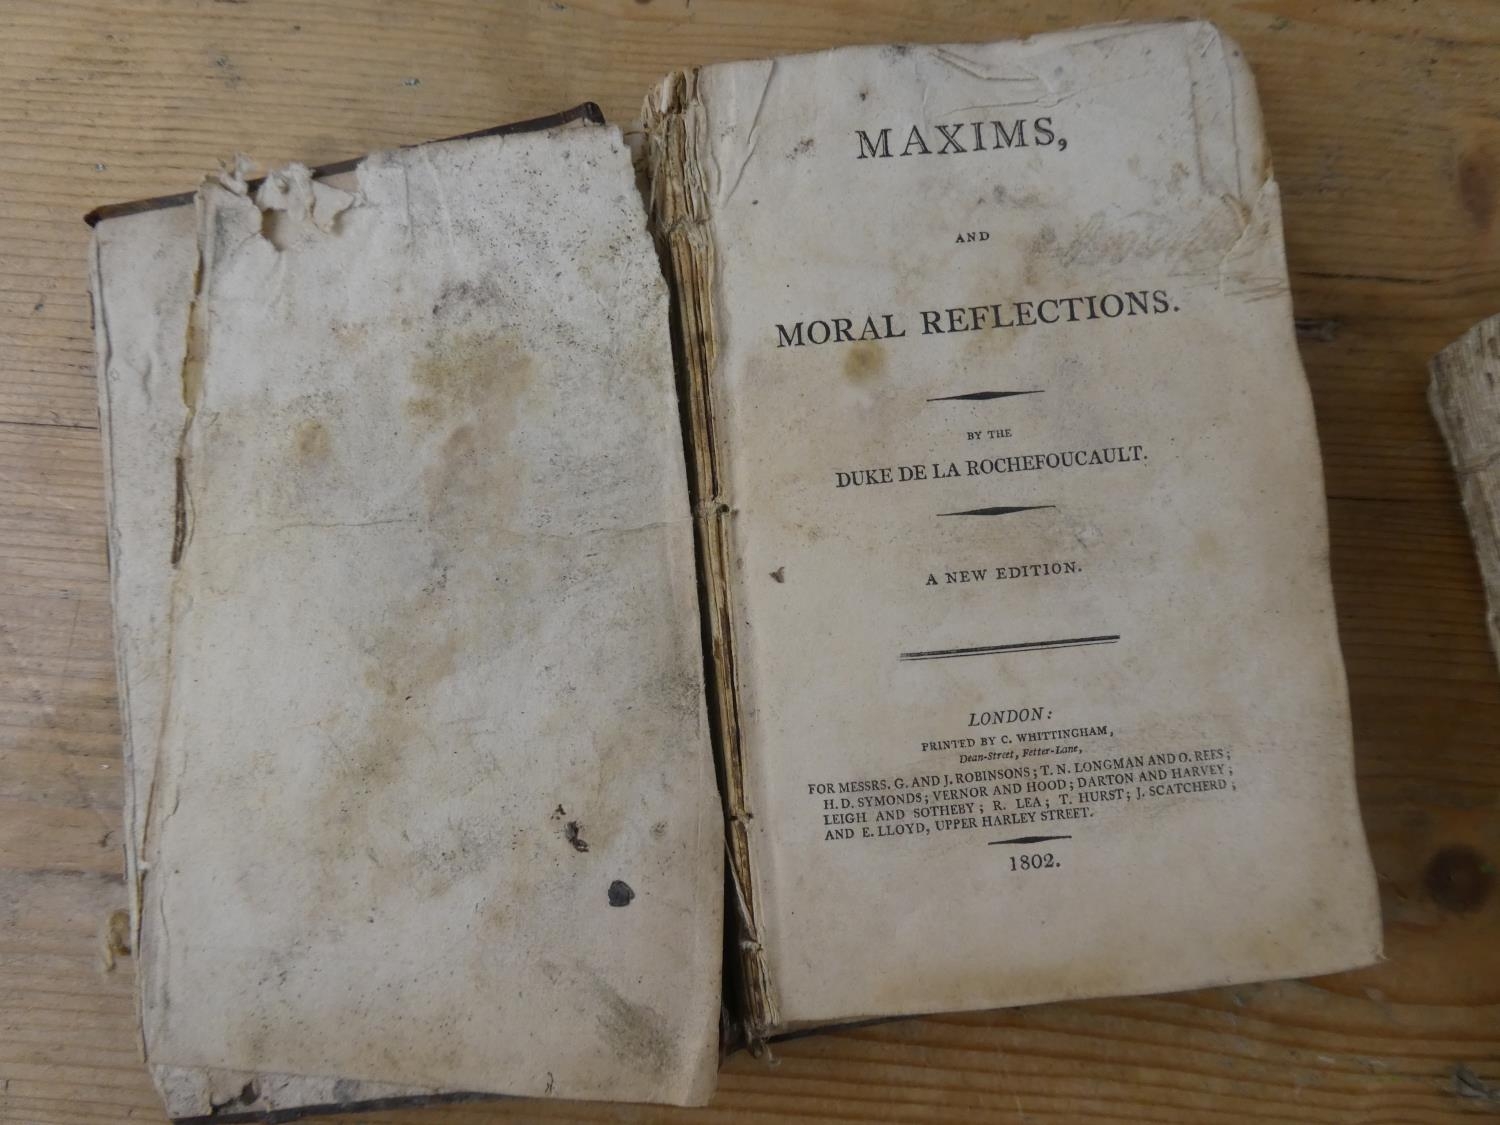 MAXIMS,
AND
MORAL REFLECTIONS.
BY THE
DUKE DE LA ROCHEFOUCAULT.
A NEW EDITION.
LONDON:
PRINTED BY C. WHITTINGHAM,
Dean-Street, Fetter-Lane,
FOR MESSRS. G. AND J. ROBINSONS; T. N. LONGMAN AND O. REES;
H. D. SYMONDS; VERNOR AND HOOD; DARTON AND HARVEY;
LEIGH AND SOTHEBY; R. LEA; T. HURST; J. SCATCHERD;
AND E. LLOYD, UPPER HARLEY STREET.
1802.